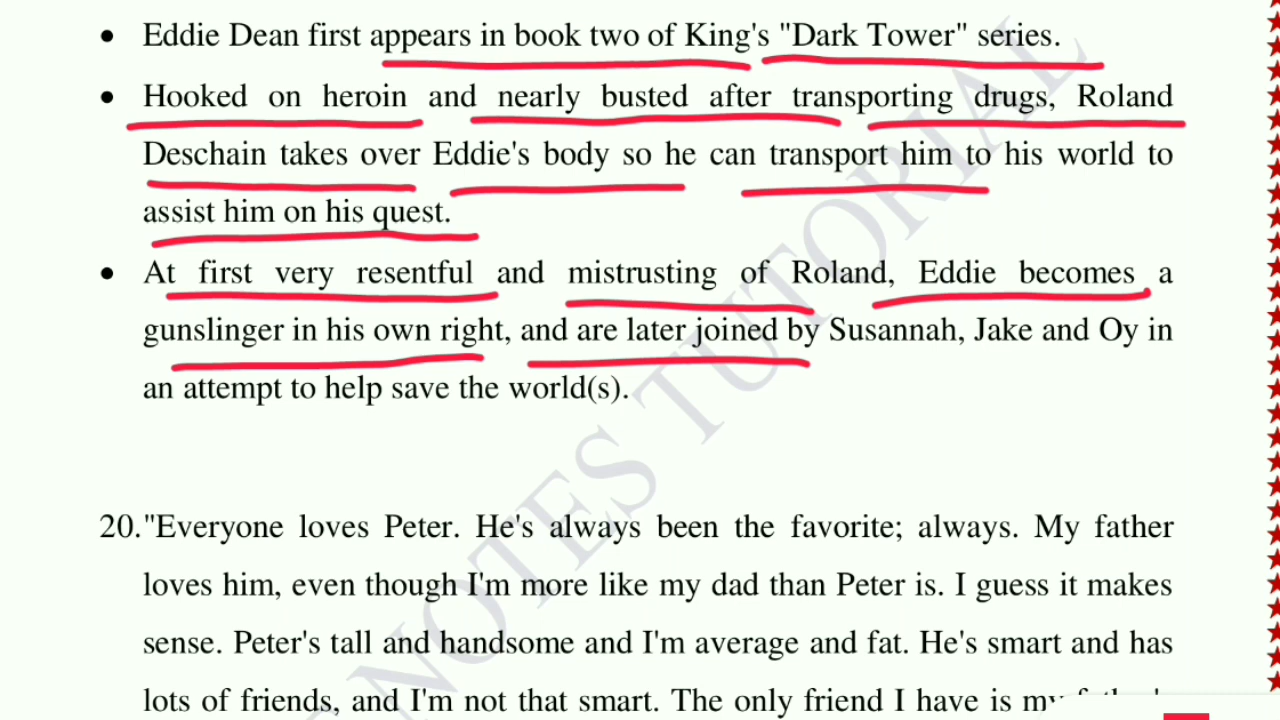 • Eddie Dean first appears in book two of King's "Dark Tower" series.
• Hooked on heroin and nearly busted after transporting drugs, Roland
Deschain takes over Eddie's body so he can transport him to his world to
assist him on his quest.
• At first very resentful and mistrusting of Roland, Eddie becomes a
gunslinger in his own right, and are later joined by Susannah, Jake and Oy in
an attempt to help save the world(s).
20."Everyone loves Peter. He's always been the favorite; always. My father
loves him, even though I'm more like my dad than Peter is. I guess it makes
sense. Peter's tall and handsome and I'm average and fat. He's smart and has
lots of friends, and I'm not that smart. The only friend I have is my
NOTES TUTORIAL